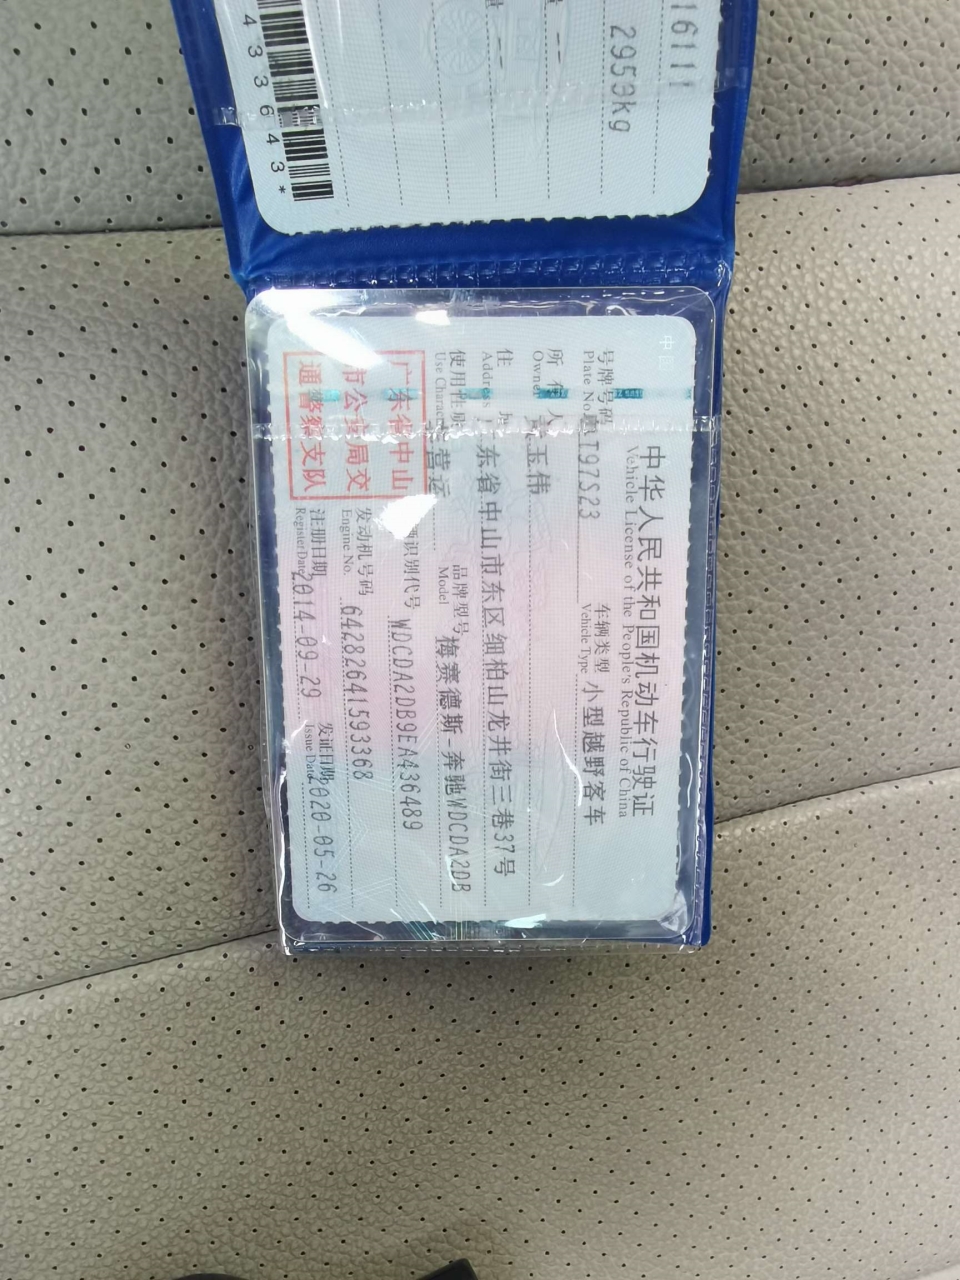 16111
2953kg
433643*
中华人民共和国机动车行驶证
Vehicle License of the People's Republic of China
号牌号码
Plate No.
T97S23
车辆类型
Vehicle Type
小型越野客车
所有人
Owner
玉伟
住
Address
东省中山市东区细柏山龙井街三巷37号
使用性质
Use Character
营运
品牌型号
Model
梅赛德斯-奔驰WDCDA2DB
识别代号
WDCDA2DB9EA436489
发动机号码
Engine No.
64282641593368
注册日期
Register Date
2014-09-29
发证日期
Issue Date
2020-05-26
广东省中山
市公安局交
通警察支队